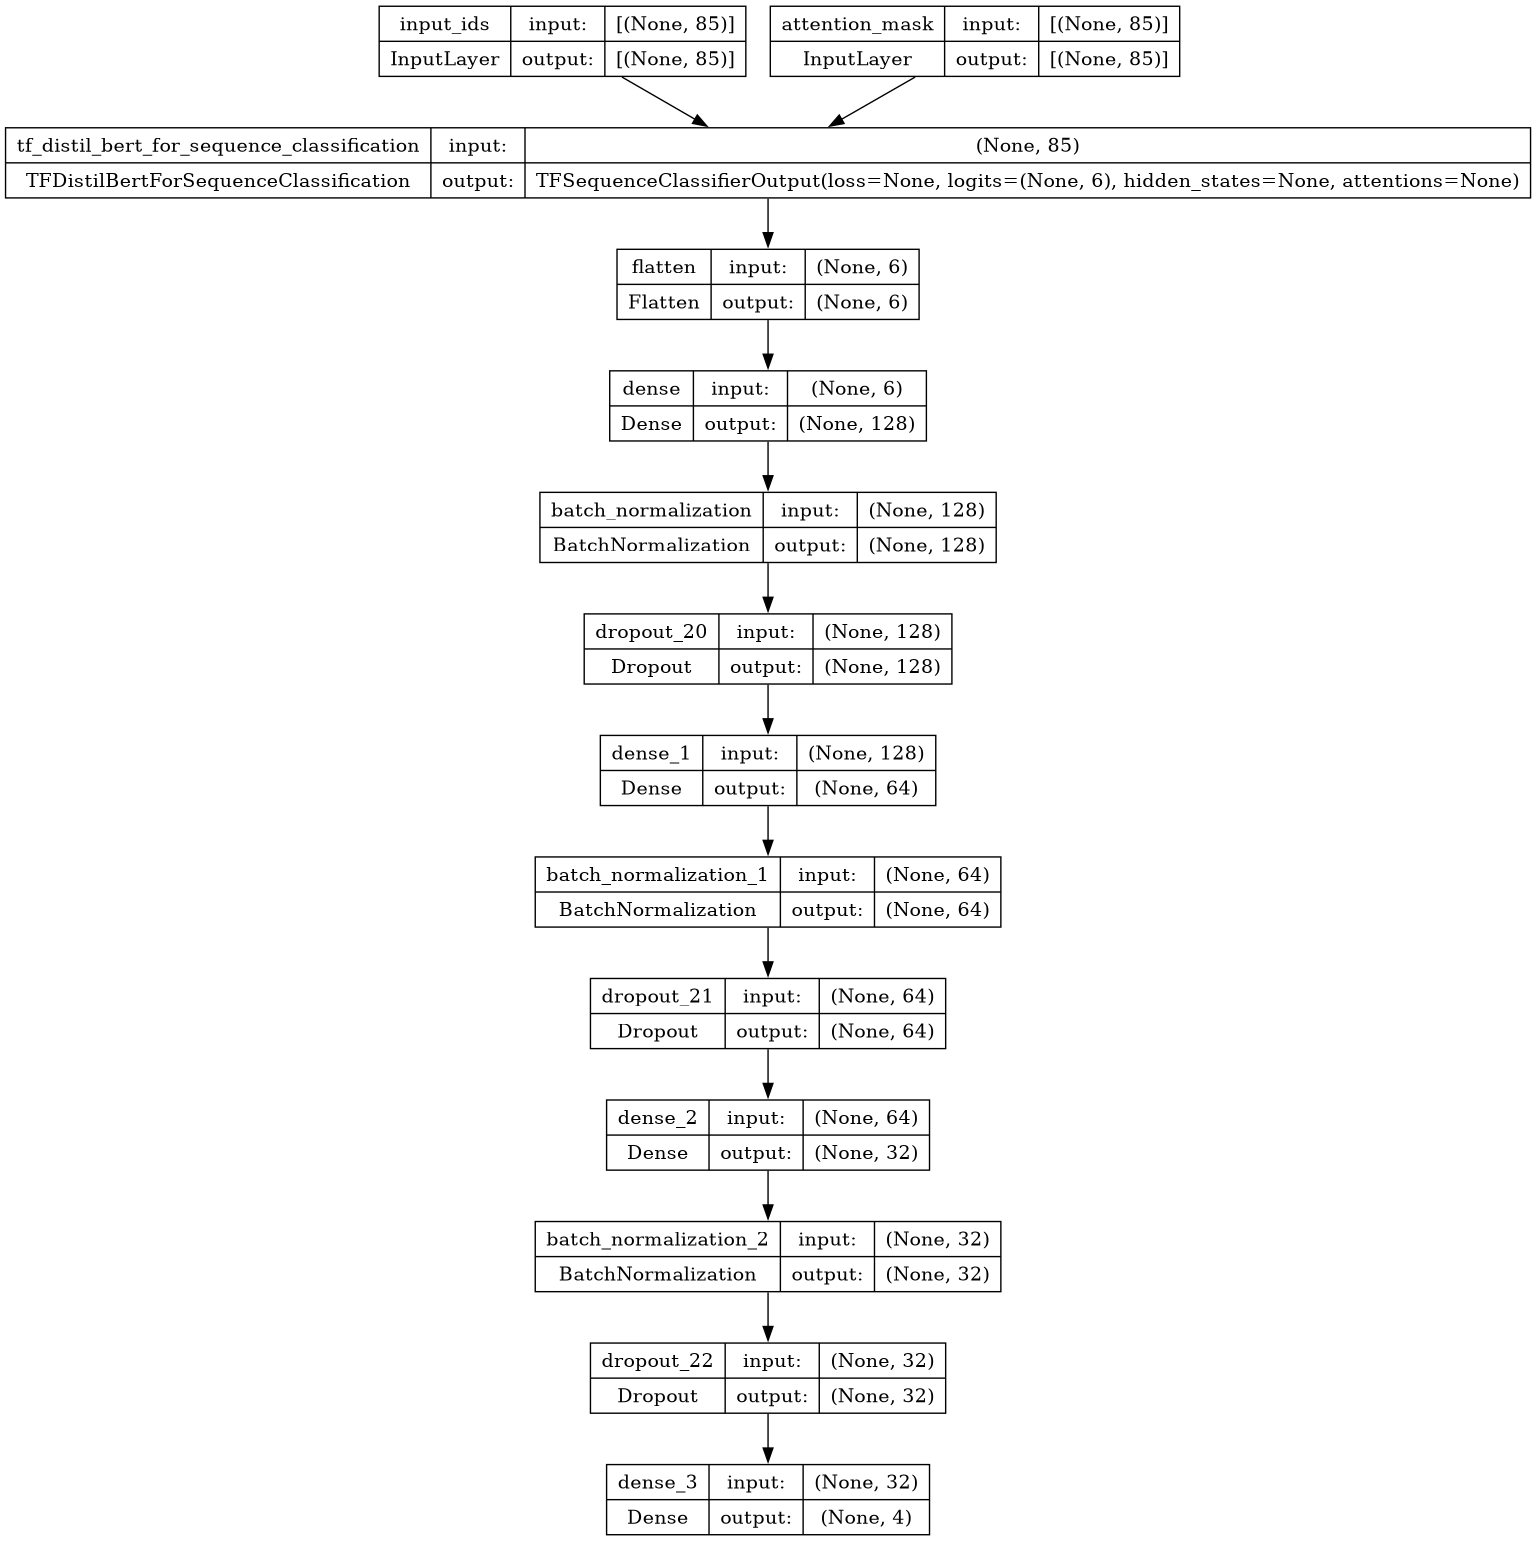 input_ids input: [(None, 85)]
InputLayer output: [(None, 85)]
attention_mask input: [(None, 85)]
InputLayer output: [(None, 85)]
tf_distil_bert_for_sequence_classification input: (None, 85)
TFDistilBertForSequenceClassification output: TFSequenceClassifierOutput(loss=None, logits=(None, 6), hidden_states=None, attentions=None)
flatten input: (None, 6)
Flatten output: (None, 6)
dense input: (None, 6)
Dense output: (None, 128)
batch_normalization input: (None, 128)
BatchNormalization output: (None, 128)
dropout_20 input: (None, 128)
Dropout output: (None, 128)
dense_1 input: (None, 128)
Dense output: (None, 64)
batch_normalization_1 input: (None, 64)
BatchNormalization output: (None, 64)
dropout_21 input: (None, 64)
Dropout output: (None, 64)
dense_2 input: (None, 64)
Dense output: (None, 32)
batch_normalization_2 input: (None, 32)
BatchNormalization output: (None, 32)
dropout_22 input: (None, 32)
Dropout output: (None, 32)
dense_3 input: (None, 32)
Dense output: (None, 4)